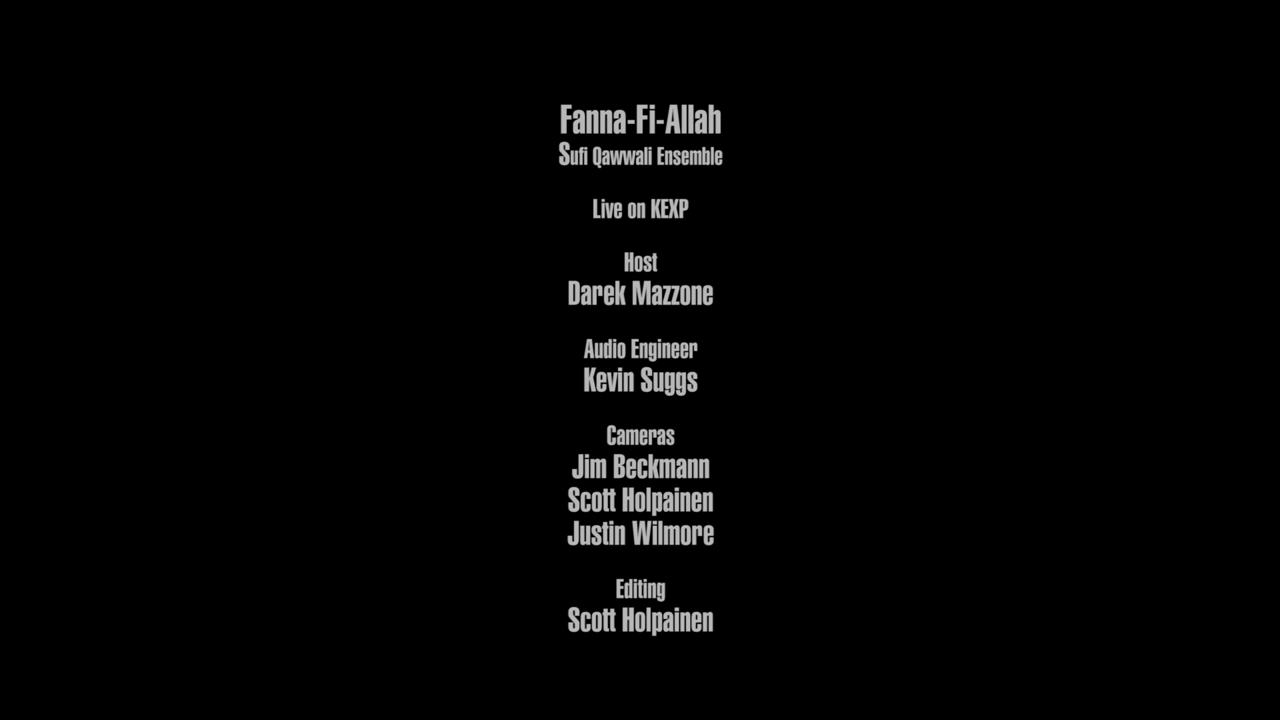 Fanna-Fi-Allah
Sufi Qawwali Ensemble
Live on KEXP
Host
Darek Mazzone
Audio Engineer
Kevin Suggs
Cameras
Jim Beckmann
Scott Holpainen
Justin Wilmore
Editing
Scott Holpainen